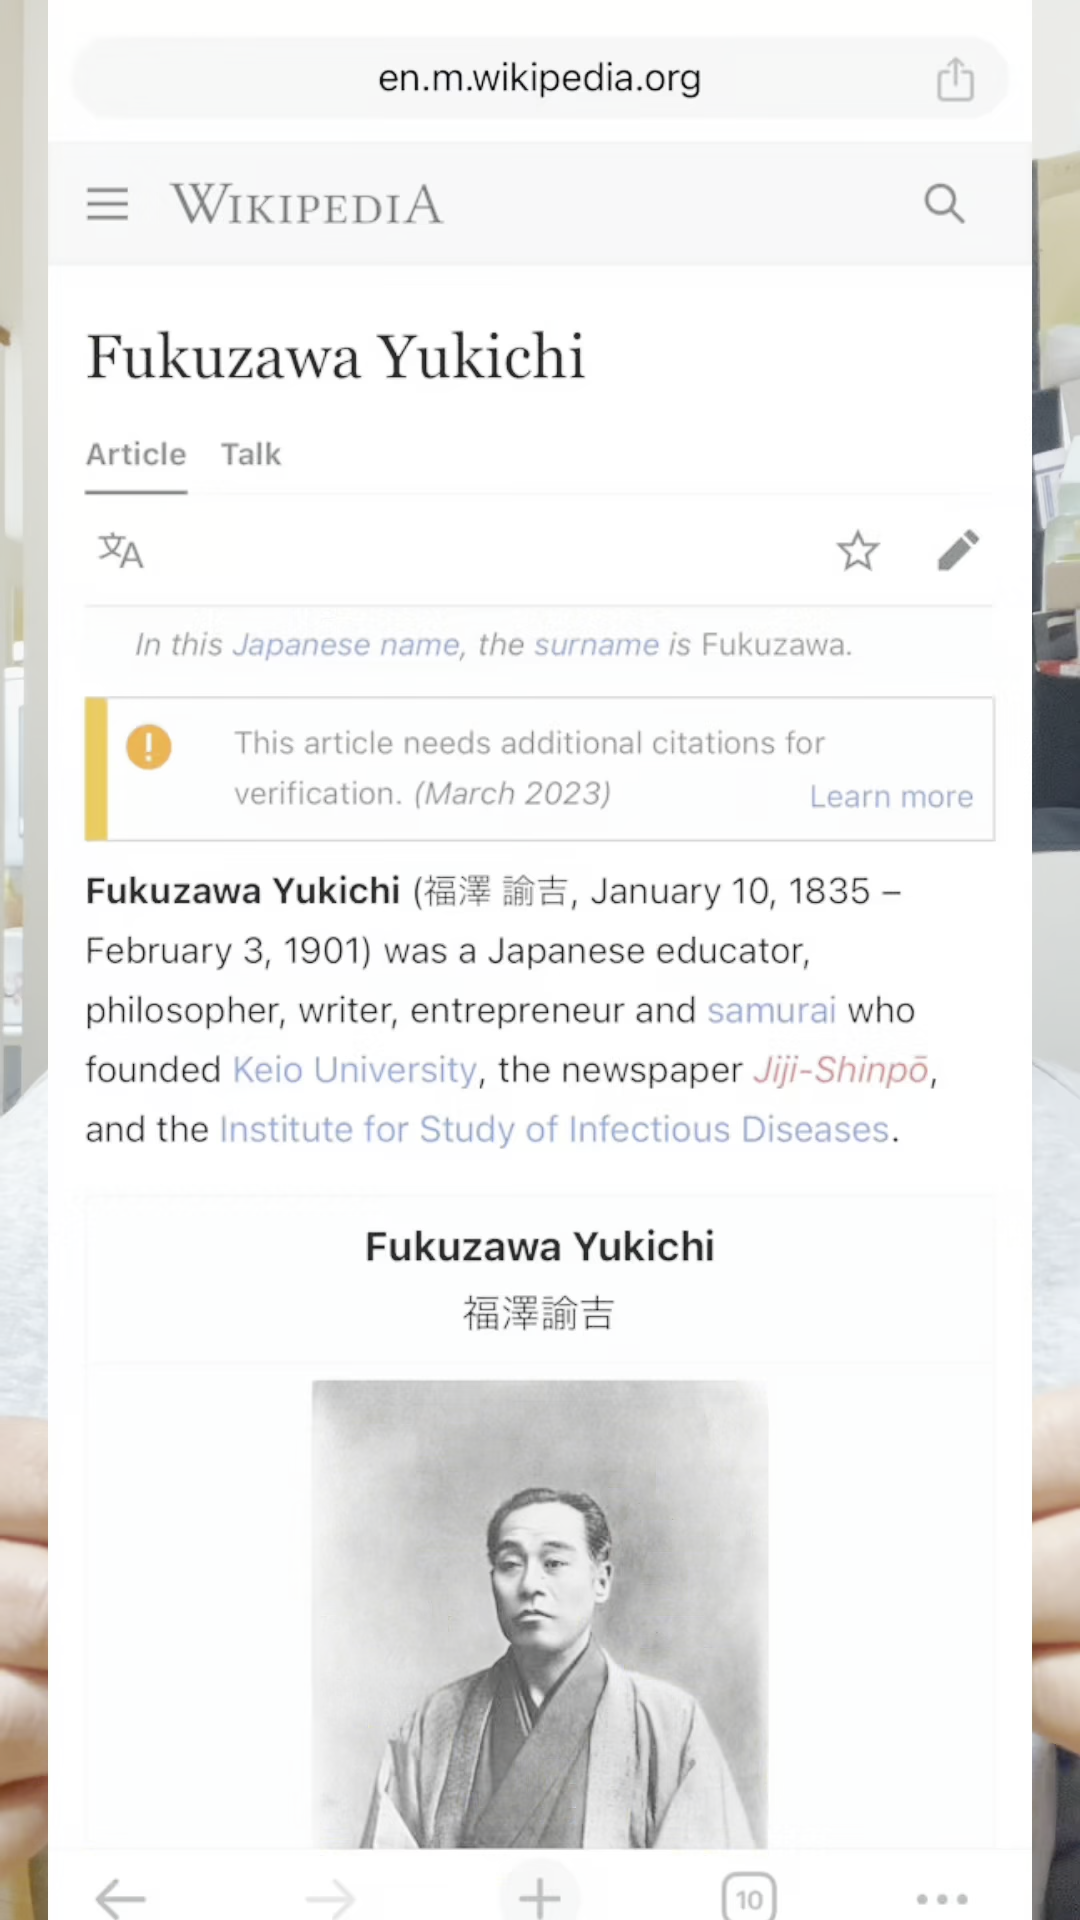 en.m.wikipedia.org
WIKIPEDIA
Fukuzawa Yukichi
Article Talk
文A
In this Japanese name, the surname is Fukuzawa.
This article needs additional citations for
verification. (March 2023) Learn more
Fukuzawa Yukichi (福澤 諭吉, January 10, 1835 –
February 3, 1901) was a Japanese educator,
philosopher, writer, entrepreneur and samurai who
founded Keio University, the newspaper Jiji-Shinpō,
and the Institute for Study of Infectious Diseases.
Fukuzawa Yukichi
福澤諭吉
10